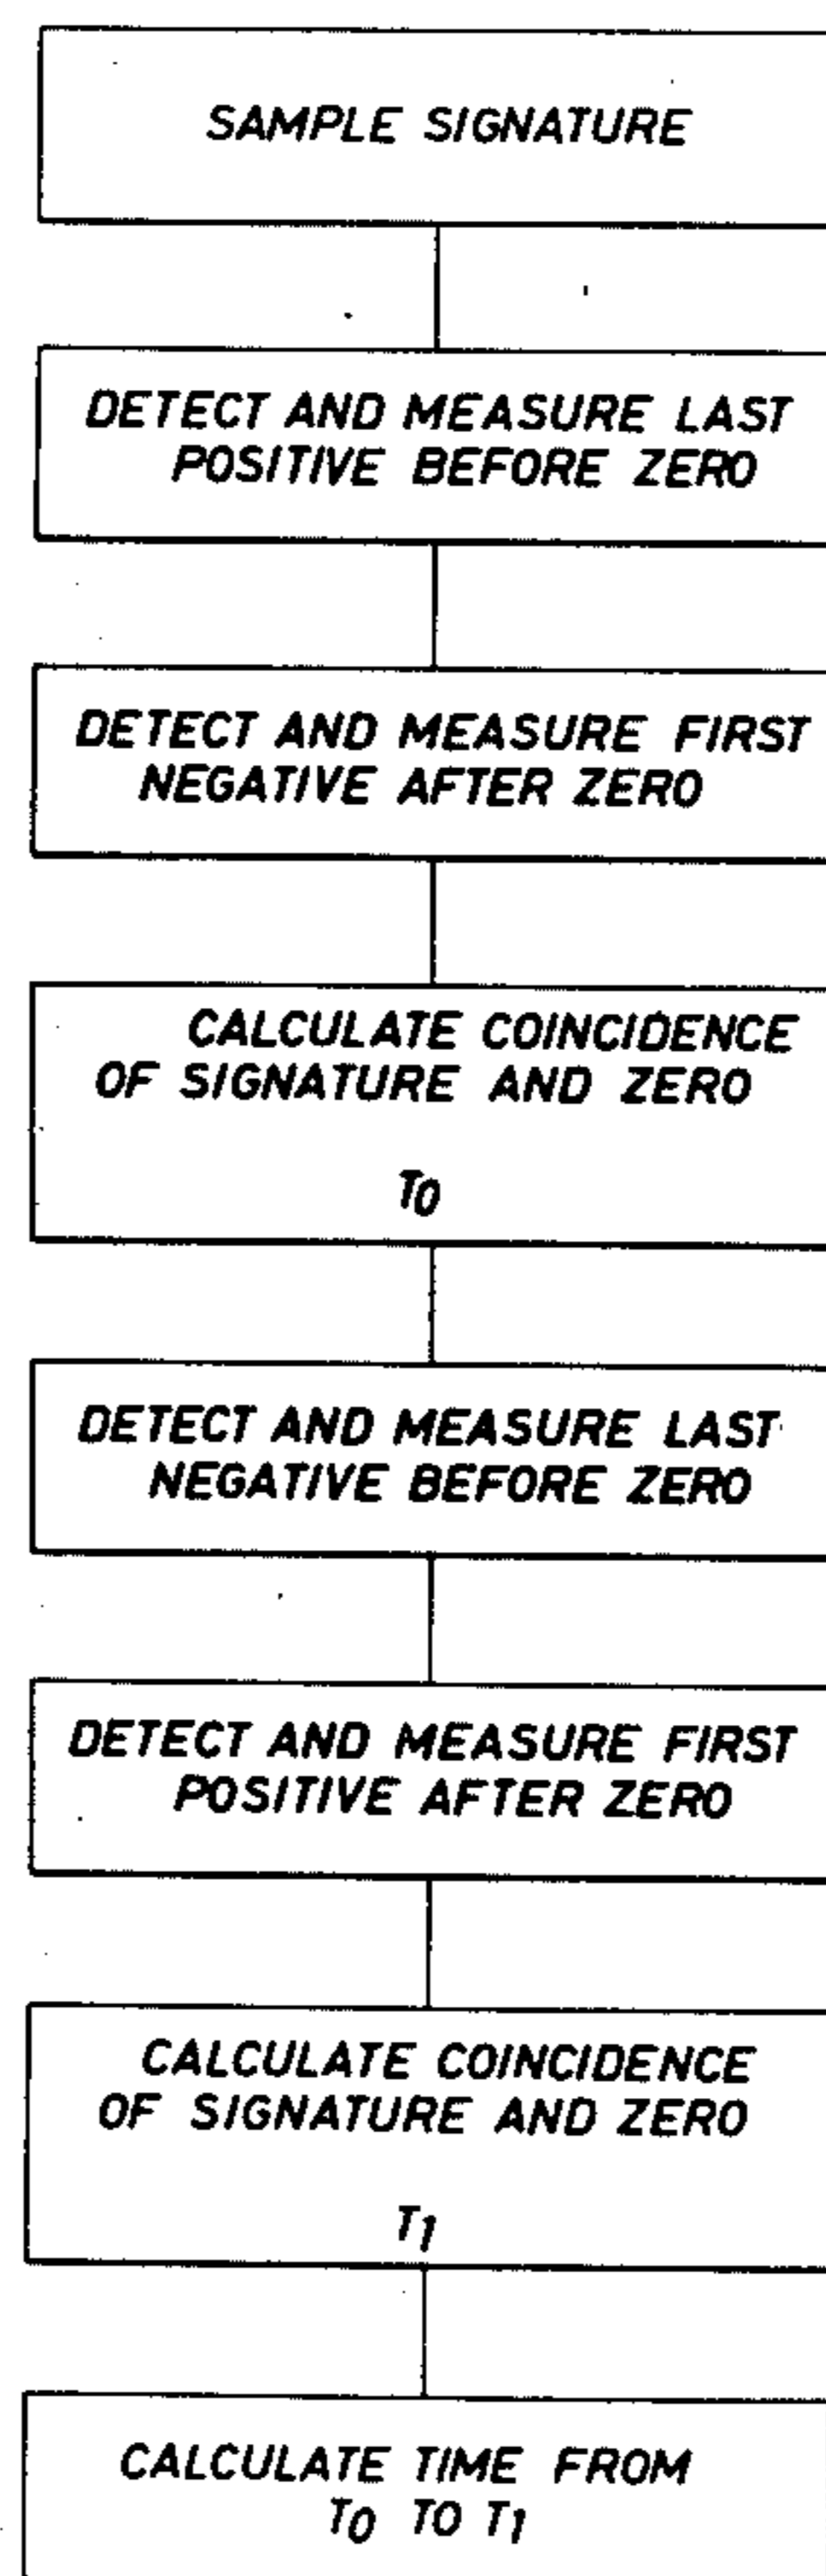 SAMPLE SIGNATURE
DETECT AND MEASURE LAST
POSITIVE BEFORE ZERO
DETECT AND MEASURE FIRST
NEGATIVE AFTER ZERO
CALCULATE COINCIDENCE
OF SIGNATURE AND ZERO
T0
DETECT AND MEASURE LAST
NEGATIVE BEFORE ZERO
DETECT AND MEASURE FIRST
POSITIVE AFTER ZERO
CALCULATE COINCIDENCE
OF SIGNATURE AND ZERO
T1
CALCULATE TIME FROM
T0 TO T1